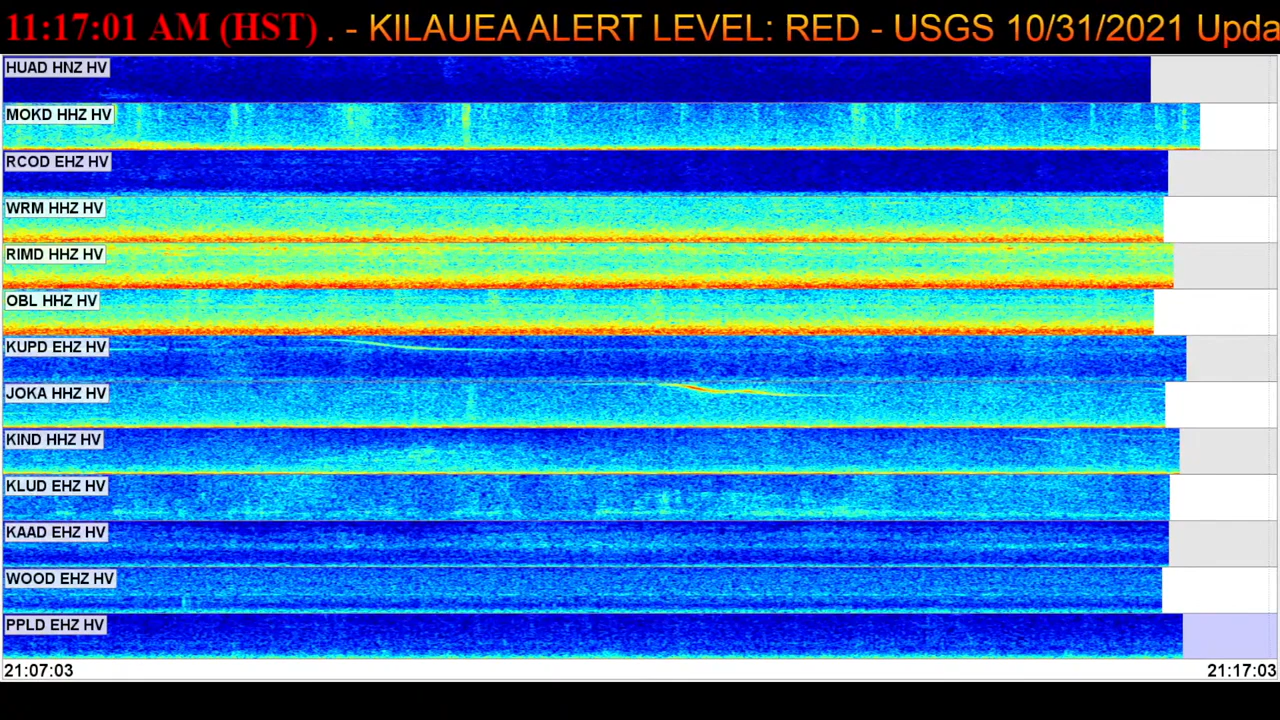 11:17:01 AM (HST) . - KILAUEA ALERT LEVEL: RED - USGS 10/31/2021 Upda
HUAD HNZ HV
MOKD HHZ HV
RCOD EHZ HV
WRM HHZ HV
RIMD HHZ HV
OBL HHZ HV
KUPD EHZ HV
JOKA HHZ HV
KIND HHZ HV
KLUD EHZ HV
KAAD EHZ HV
WOOD EHZ HV
PPLD EHZ HV
21:07:03 21:17:03